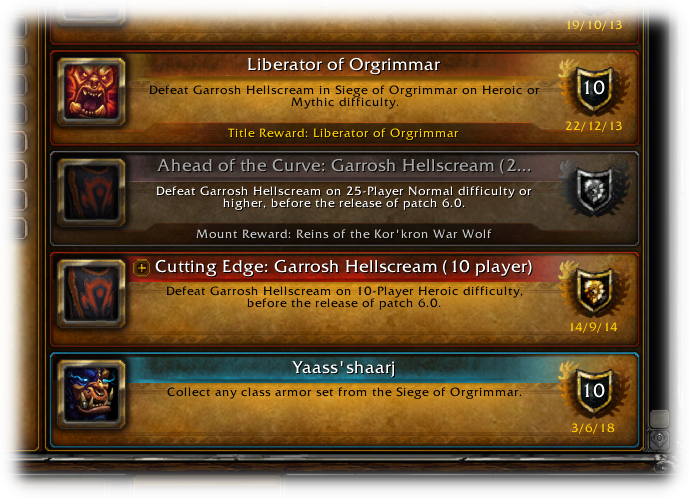 19/10/13
Liberator of Orgrimmar
Defeat Garrosh Hellscream in Siege of Orgrimmar on Heroic or
Mythic difficulty.
10
22/12/13
Title Reward: Liberator of Orgrimmar
Ahead of the Curve: Garrosh Hellscream (2...
Defeat Garrosh Hellscream on 25-Player Normal difficulty or
higher, before the release of patch 6.0.
Mount Reward: Reins of the Kor'kron War Wolf
+ Cutting Edge: Garrosh Hellscream (10 player)
Defeat Garrosh Hellscream on 10-Player Heroic difficulty,
before the release of patch 6.0.
14/9/14
Yaass'shaarj
Collect any class armor set from the Siege of Orgrimmar.
10
3/6/18